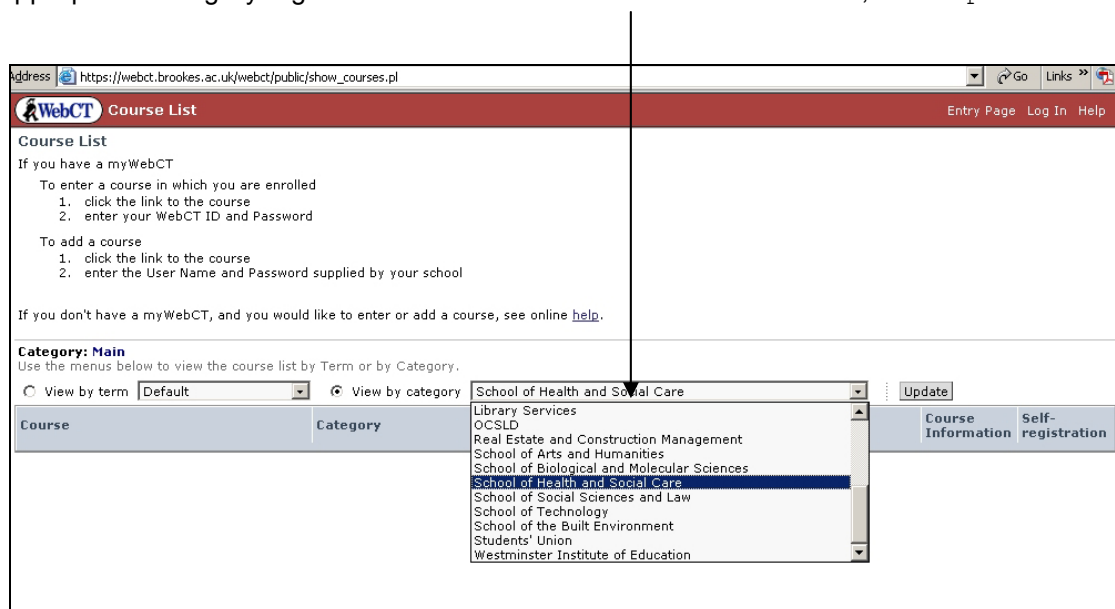 Address https://webct.brookes.ac.uk/webct/public/show_courses.pl Go Links »
WebCT Course List Entry Page Log In Help
Course List
If you have a myWebCT
To enter a course in which you are enrolled
1. click the link to the course
2. enter your WebCT ID and Password
To add a course
1. click the link to the course
2. enter the User Name and Password supplied by your school
If you don't have a myWebCT, and you would like to enter or add a course, see online help.
Category: Main
Use the menus below to view the course list by Term or by Category.
View by term Default View by category School of Health and Social Care Update
Course Category Course Information Self-registration
Library Services
OCSLD
Real Estate and Construction Management
School of Arts and Humanities
School of Biological and Molecular Sciences
School of Health and Social Care
School of Social Sciences and Law
School of Technology
School of the Built Environment
Students' Union
Westminster Institute of Education